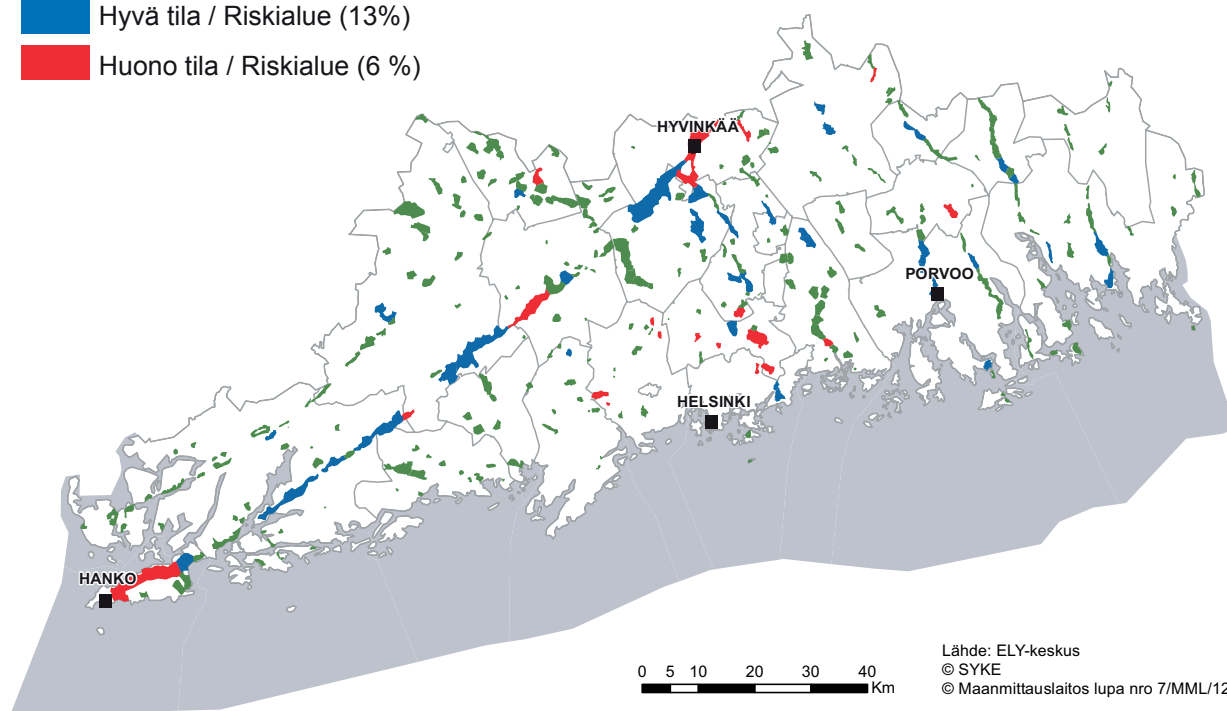 Hyvä tila / Riskialue (13%)
Huono tila / Riskialue (6 %)
HYVINKÄÄ
PORVOO
HELSINKI
HANKO
0 5 10 20 30 40
Km
Lähde: ELY-keskus
© SYKE
© Maanmittauslaitos lupa nro 7/MML/12